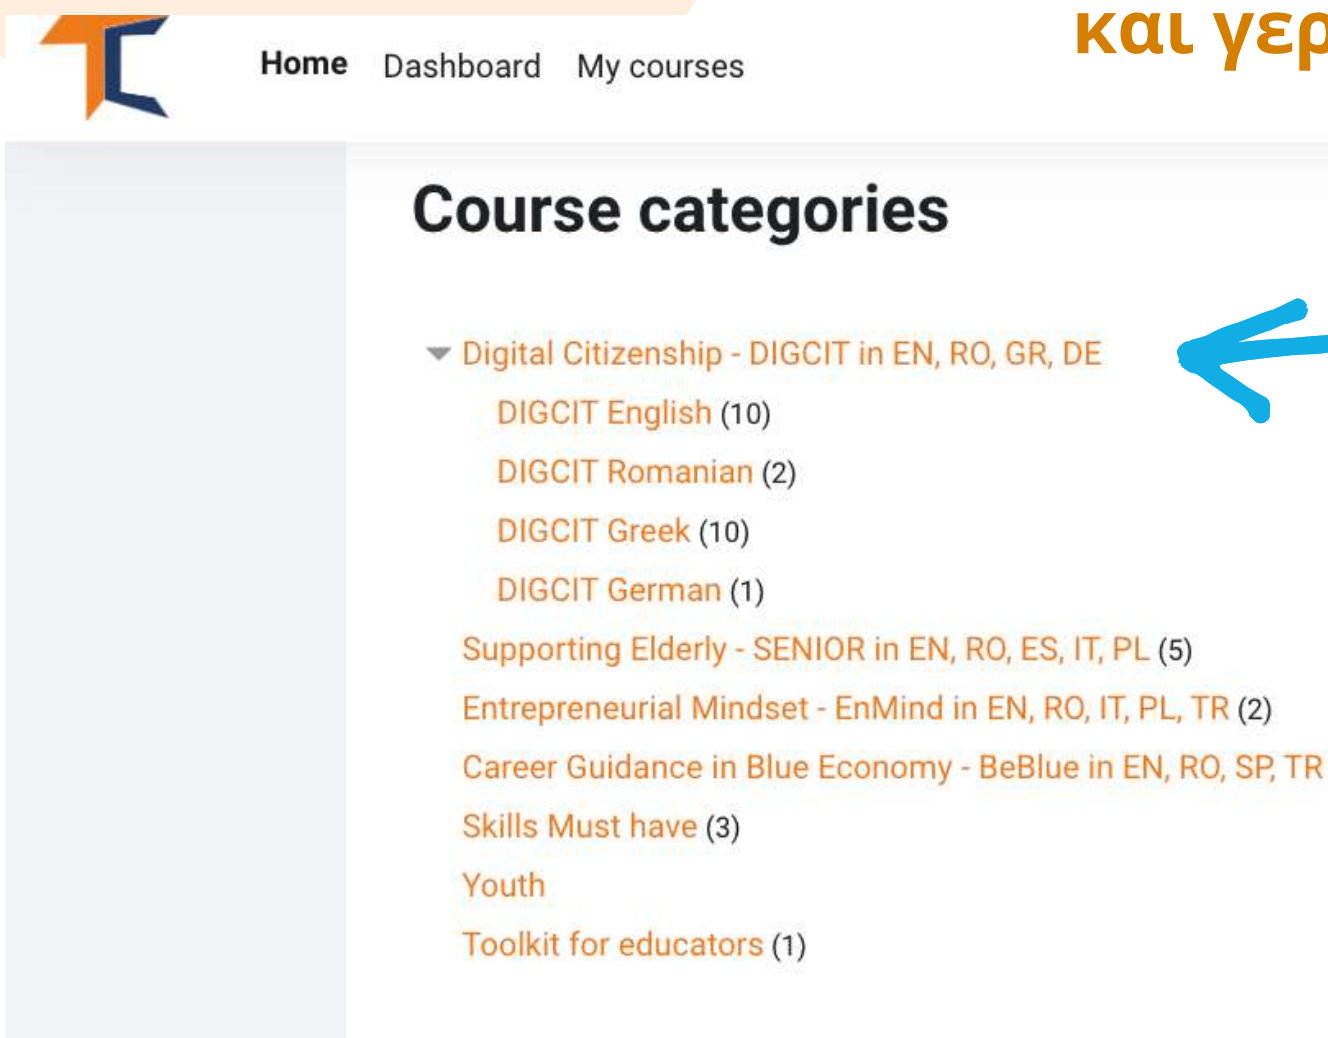 και γερ
Home Dashboard My courses
Course categories
Digital Citizenship - DIGCIT in EN, RO, GR, DE
DIGCIT English (10)
DIGCIT Romanian (2)
DIGCIT Greek (10)
DIGCIT German (1)
Supporting Elderly - SENIOR in EN, RO, ES, IT, PL (5)
Entrepreneurial Mindset - EnMind in EN, RO, IT, PL, TR (2)
Career Guidance in Blue Economy - BeBlue in EN, RO, SP, TR
Skills Must have (3)
Youth
Toolkit for educators (1)